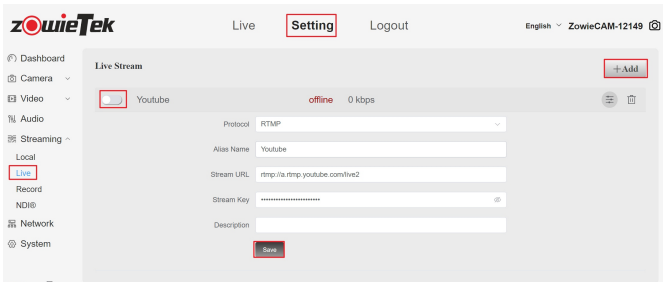 zowieTek
Live Setting Logout
English ZowieCAM-12149
Dashboard
Camera
Video
Audio
Streaming
Local
Live
Record
NDI®
Network
System
Live Stream
+Add
Youtube offline 0 kbps
Protocol RTMP
Alias Name Youtube
Stream URL rtmp://a.rtmp.youtube.com/live2
Stream Key ••••••••••••••••••••••••
Description
Save